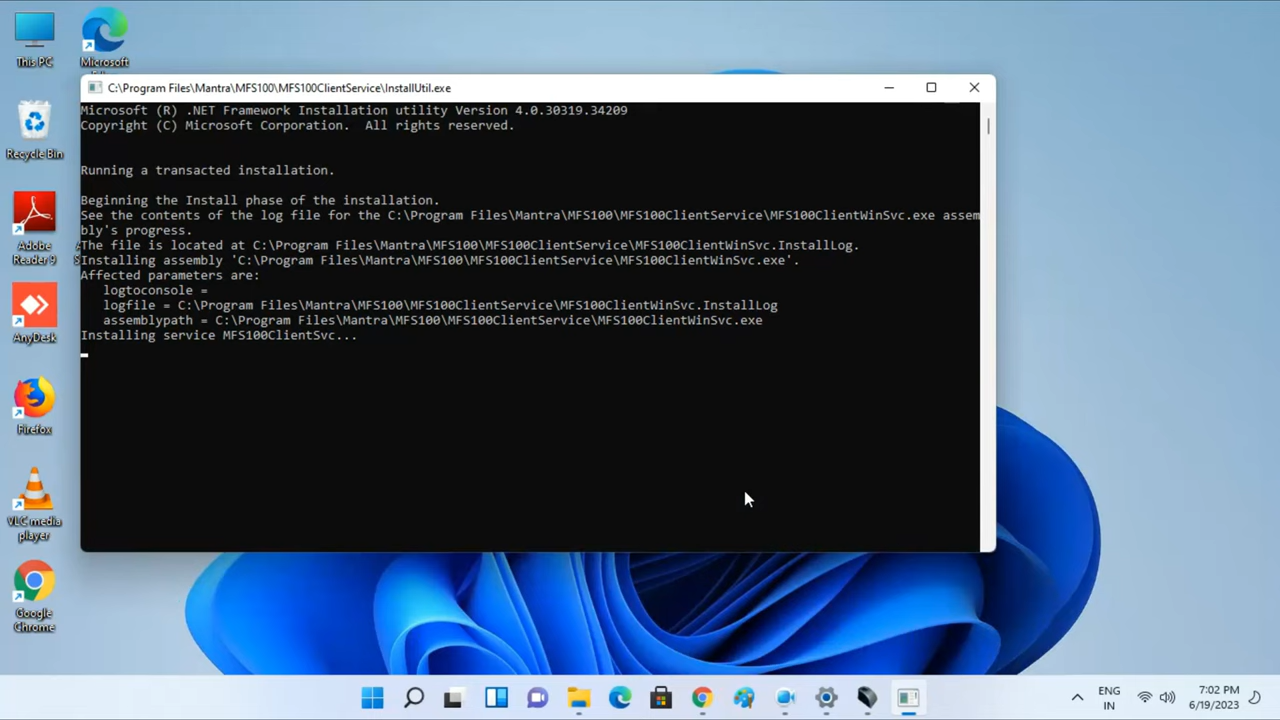 This PC
Microsoft
Recycle Bin
Adobe
Reader 9
AnyDesk
Firefox
VLC media
player
Google
Chrome
C:\Program Files\Mantra\MFS100\MFS100ClientService\InstallUtil.exe
Microsoft (R) .NET Framework Installation utility Version 4.0.30319.34209
Copyright (C) Microsoft Corporation.  All rights reserved.
Running a transacted installation.
Beginning the Install phase of the installation.
See the contents of the log file for the C:\Program Files\Mantra\MFS100\MFS100ClientService\MFS100ClientWinSvc.exe assem
bly's progress.
The file is located at C:\Program Files\Mantra\MFS100\MFS100ClientService\MFS100ClientWinSvc.InstallLog.
Installing assembly 'C:\Program Files\Mantra\MFS100\MFS100ClientService\MFS100ClientWinSvc.exe'.
Affected parameters are:
logtoconsole =
logfile = C:\Program Files\Mantra\MFS100\MFS100ClientService\MFS100ClientWinSvc.InstallLog
assemblypath = C:\Program Files\Mantra\MFS100\MFS100ClientService\MFS100ClientWinSvc.exe
Installing service MFS100ClientSvc...
ENG
IN
7:02 PM
6/19/2023